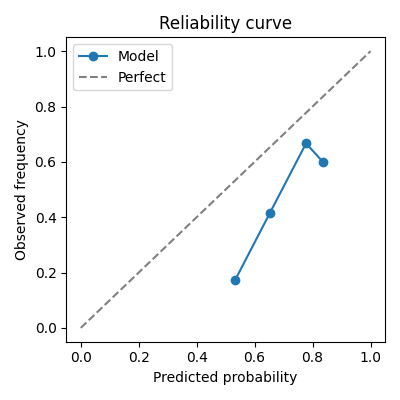 Reliability curve
Model
Perfect
Observed frequency
1.0
0.8
0.6
0.4
0.2
0.0
0.0 0.2 0.4 0.6 0.8 1.0
Predicted probability